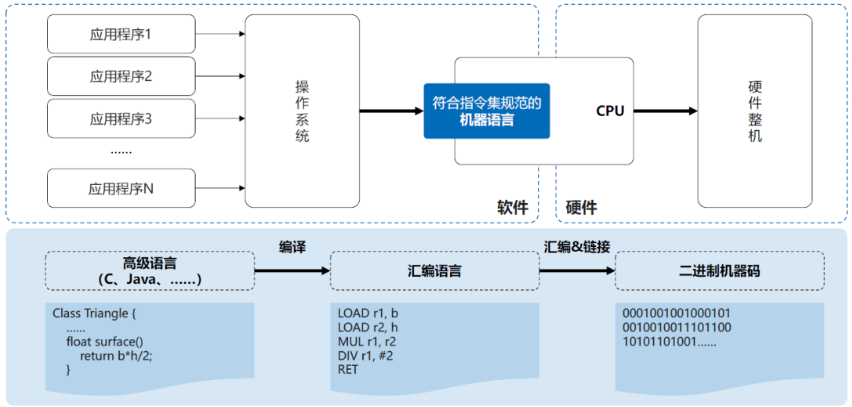 应用程序1
应用程序2
应用程序3
……
应用程序N
操作系统
符合指令集规范的
机器语言
CPU
硬件整机
软件
硬件
高级语言
（C、Java、……）
编译
汇编语言
汇编&链接
二进制机器码
Class Triangle {
……
float surface()
return b*h/2;
}
LOAD r1, b
LOAD r2, h
MUL r1, r2
DIV r1, #2
RET
0001001001000101
0010010011101100
10101101001……